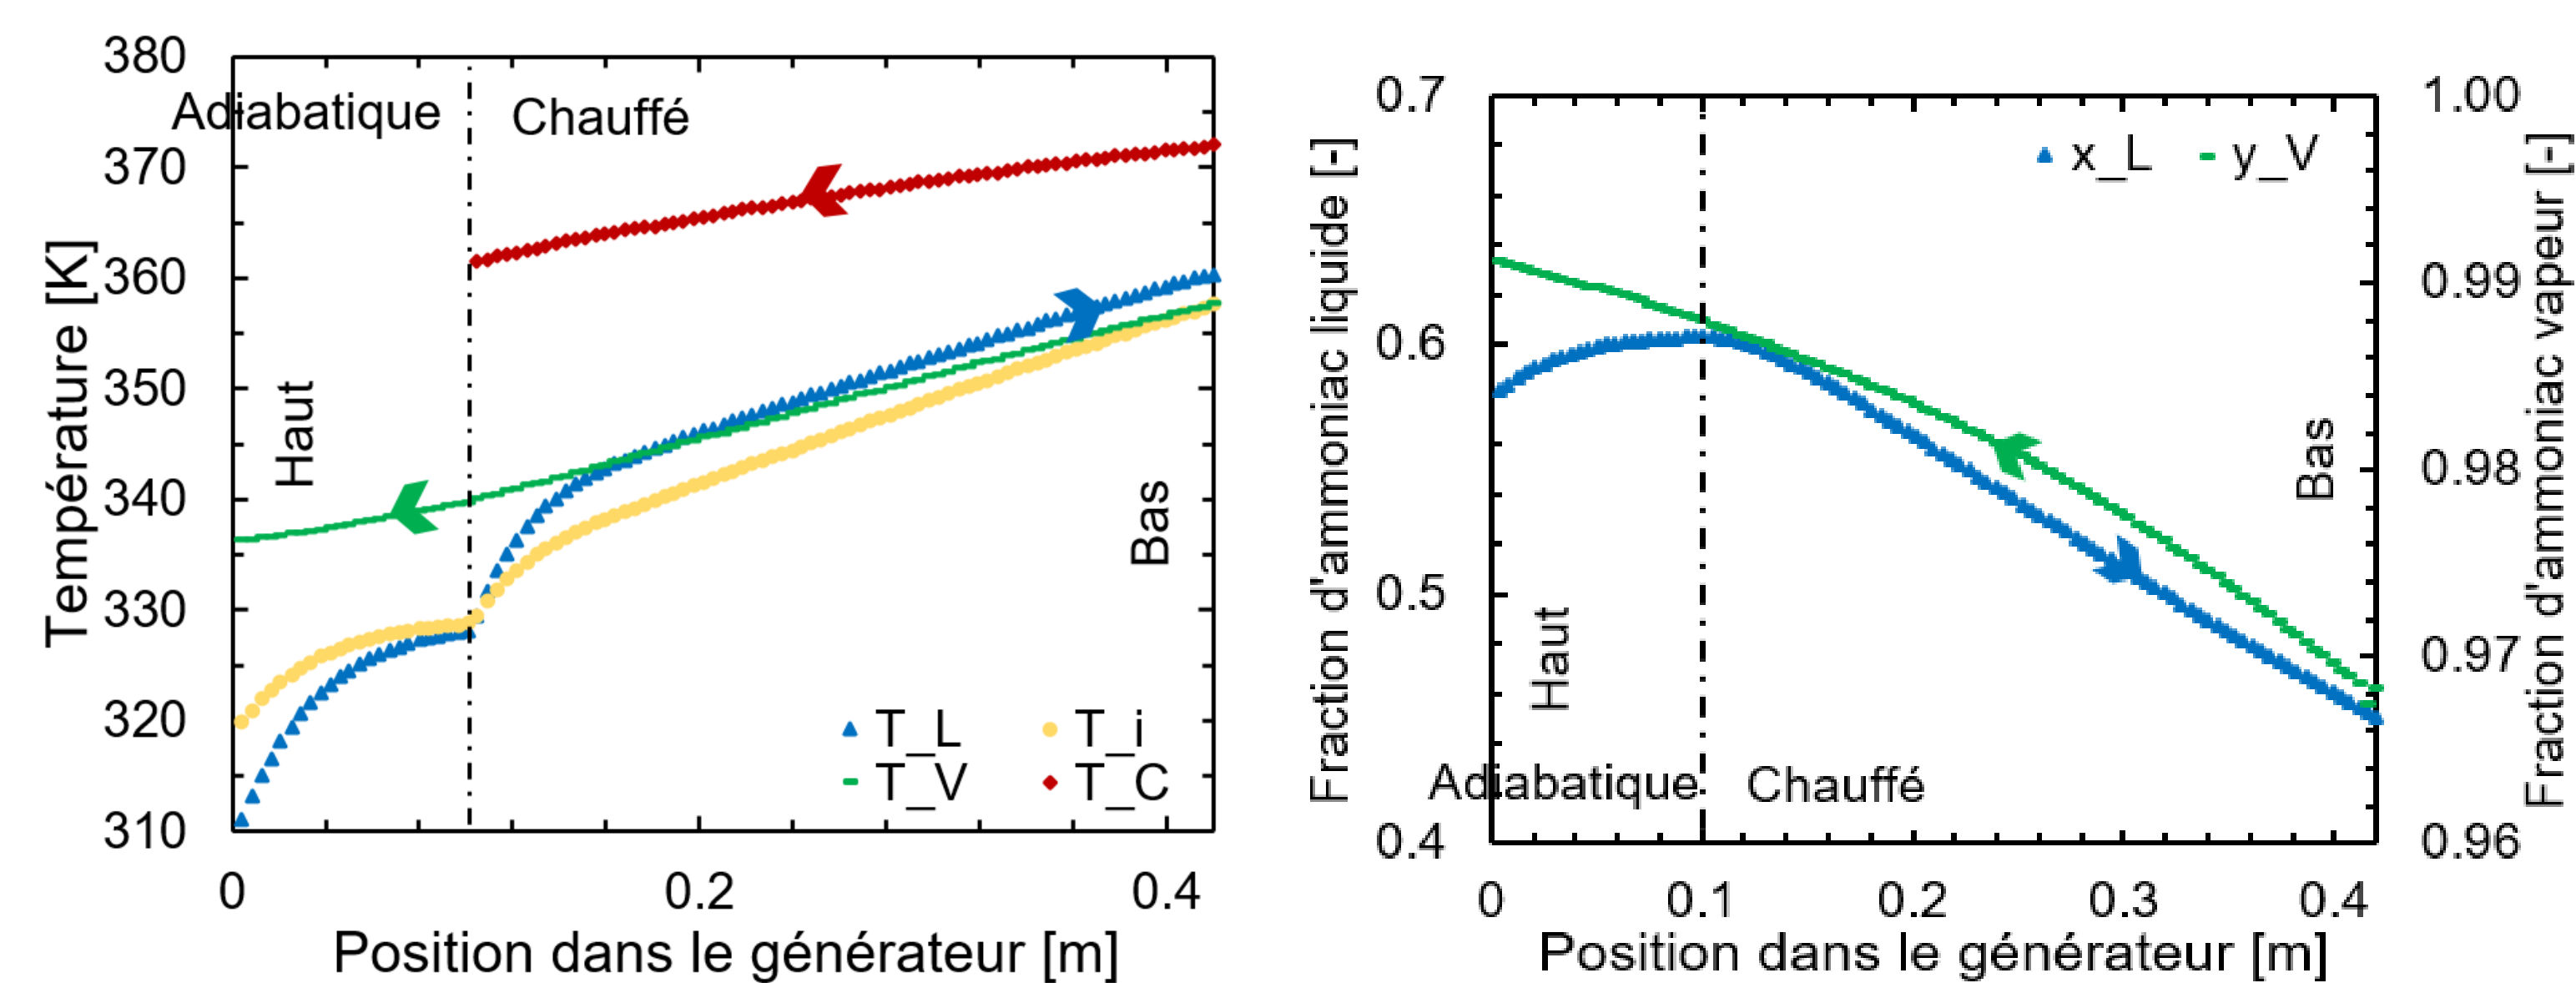 380
370
360
350
340
330
320
310
Température [K]
Adiabatique
Chauffé
Haut
Bas
T_L
T_i
T_V
T_C
0
0.2
0.4
Position dans le générateur [m]
0.7
0.6
0.5
0.4
Fraction d'ammoniac liquide [-]
x_L
y_V
Haut
Bas
Adiabatique
Chauffé
1.00
0.99
0.98
0.97
0.96
Fraction d'ammoniac vapeur [-]
0
0.1
0.2
0.3
0.4
Position dans le générateur [m]